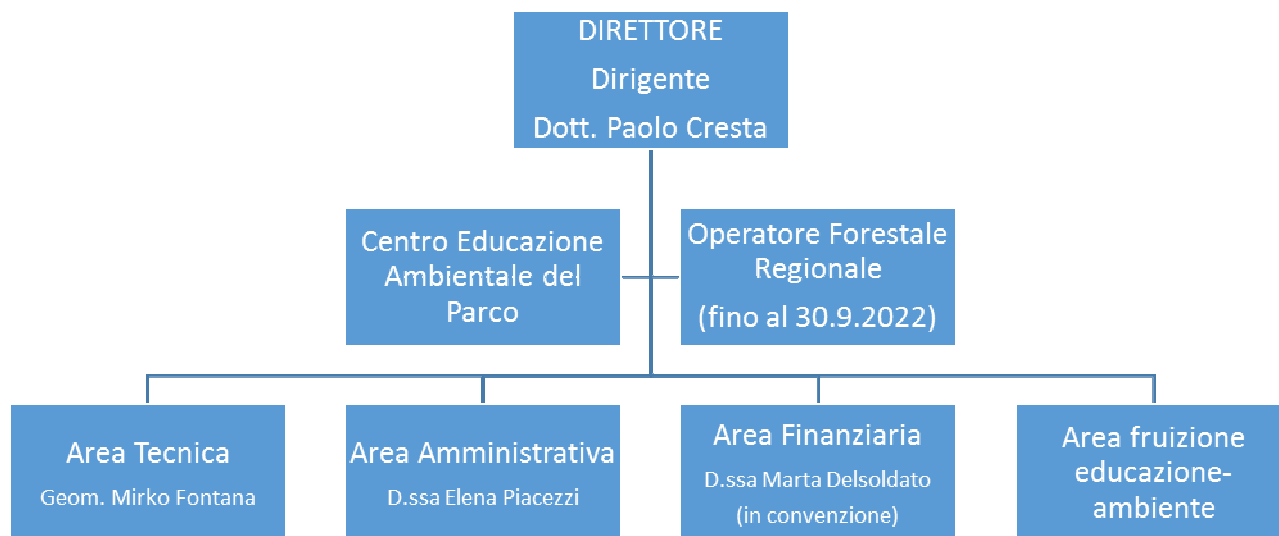 DIRETTORE
Dirigente
Dott. Paolo Cresta
Centro Educazione
Ambientale del
Parco
Operatore Forestale
Regionale
(fino al 30.9.2022)
Area Tecnica
Geom. Mirko Fontana
Area Amministrativa
D.ssa Elena Piacezzi
Area Finanziaria
D.ssa Marta Delsoldato
(in convenzione)
Area fruizione
educazione-
ambiente